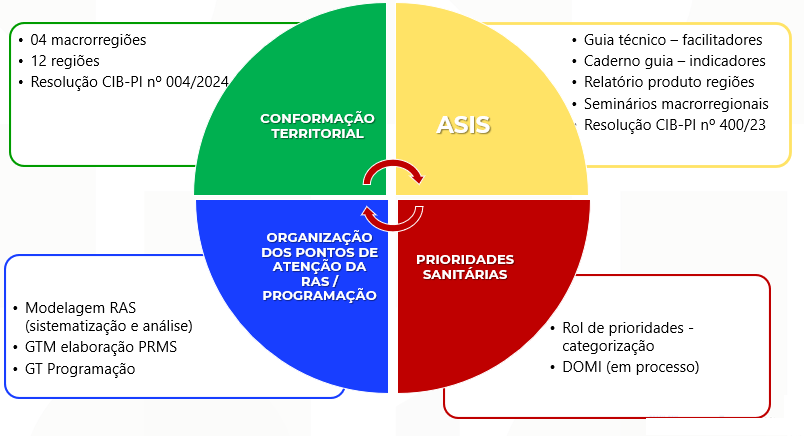 • 04 macrorregiões
• 12 regiões
• Resolução CIB-PI nº 004/2024
CONFORMAÇÃO
TERRITORIAL
ASIS
• Guia técnico – facilitadores
• Caderno guia – indicadores
• Relatório produto regiões
• Seminários macrorregionais
• Resolução CIB-PI nº 400/23
ORGANIZAÇÃO
DOS PONTOS DE
ATENÇÃO DA
RAS /
PROGRAMAÇÃO
PRIORIDADES
SANITÁRIAS
• Modelagem RAS
(sistematização e análise)
• GTM elaboração PRMS
• GT Programação
• Rol de prioridades -
categorização
• DOMI (em processo)